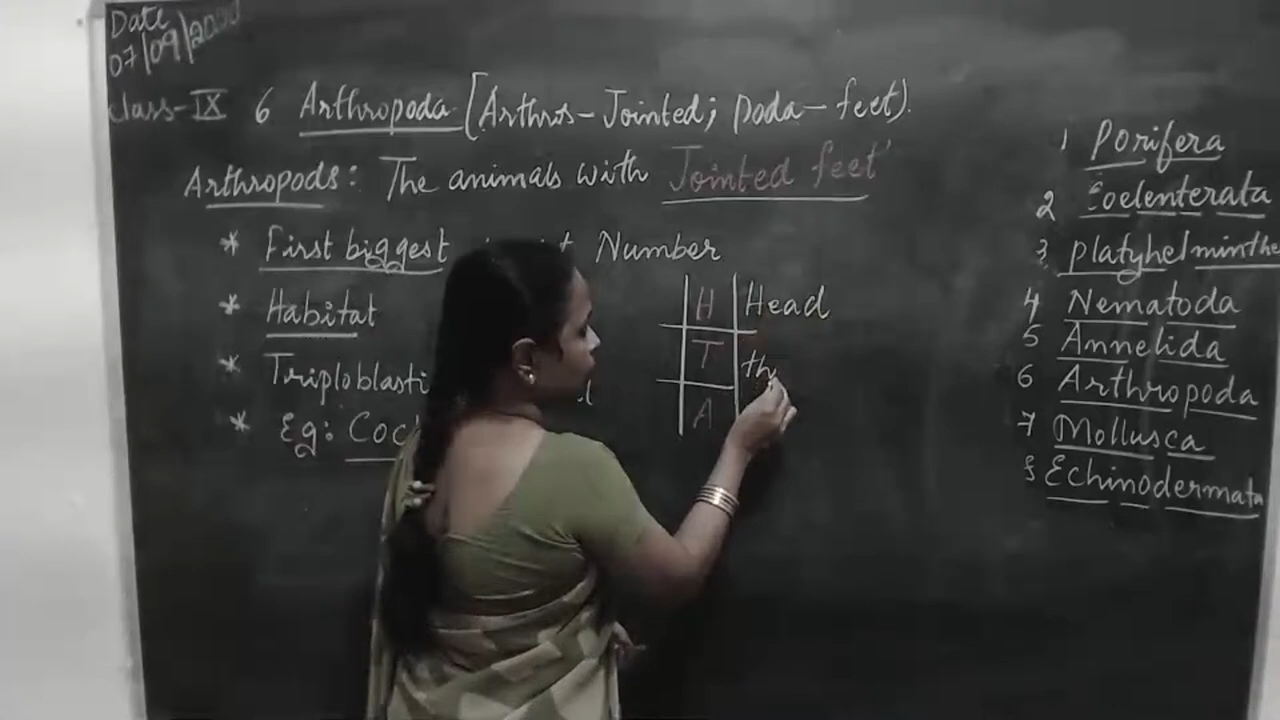 Date
07/09/2020
Class-IX 6 Arthropoda [Arthros-Jointed; poda-feet).
Arthropods: The animals with Jointed feet'
* First biggest Number
* Habitat
* Triploblasti
* Eg: Coc
H Head
T th
A
1 Porifera
2 Coelenterata
3 platyhelminthe
4 Nematoda
5 Annelida
6 Arthropoda
7 Mollusca
8 Echinodermata